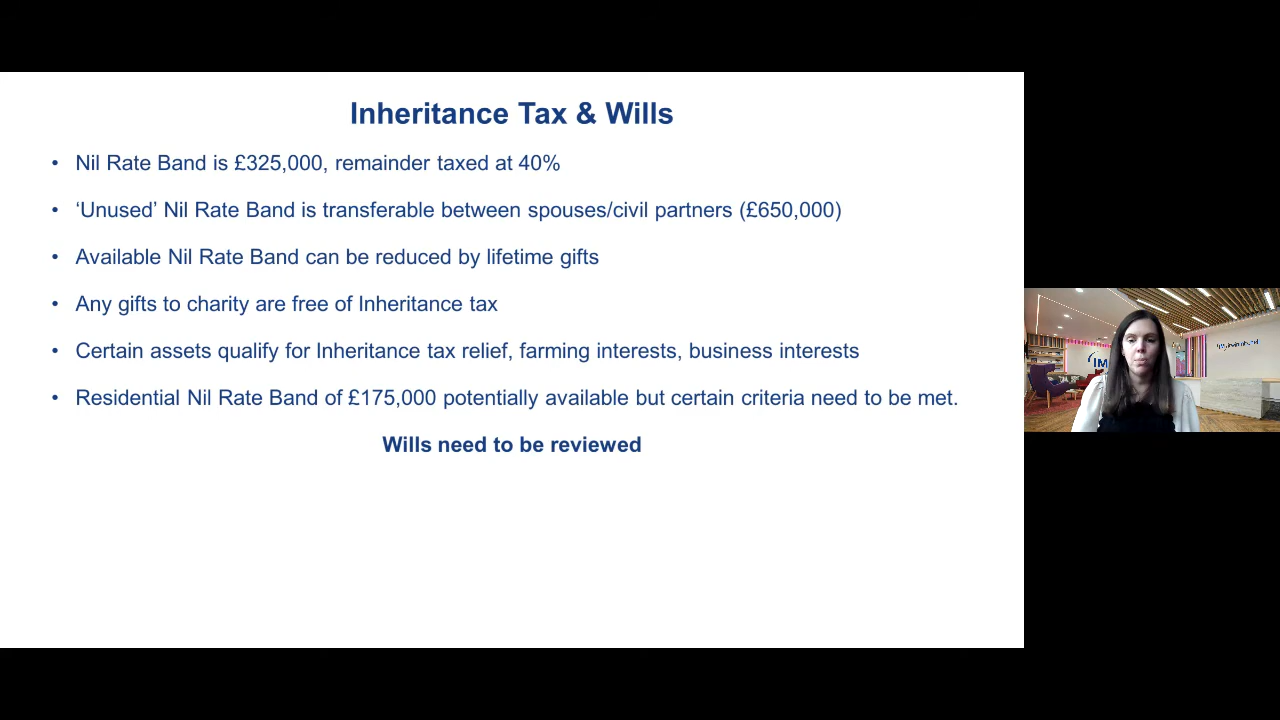 Inheritance Tax & Wills
• Nil Rate Band is £325,000, remainder taxed at 40%
• ‘Unused’ Nil Rate Band is transferable between spouses/civil partners (£650,000)
• Available Nil Rate Band can be reduced by lifetime gifts
• Any gifts to charity are free of Inheritance tax
• Certain assets qualify for Inheritance tax relief, farming interests, business interests
• Residential Nil Rate Band of £175,000 potentially available but certain criteria need to be met.
Wills need to be reviewed
IM